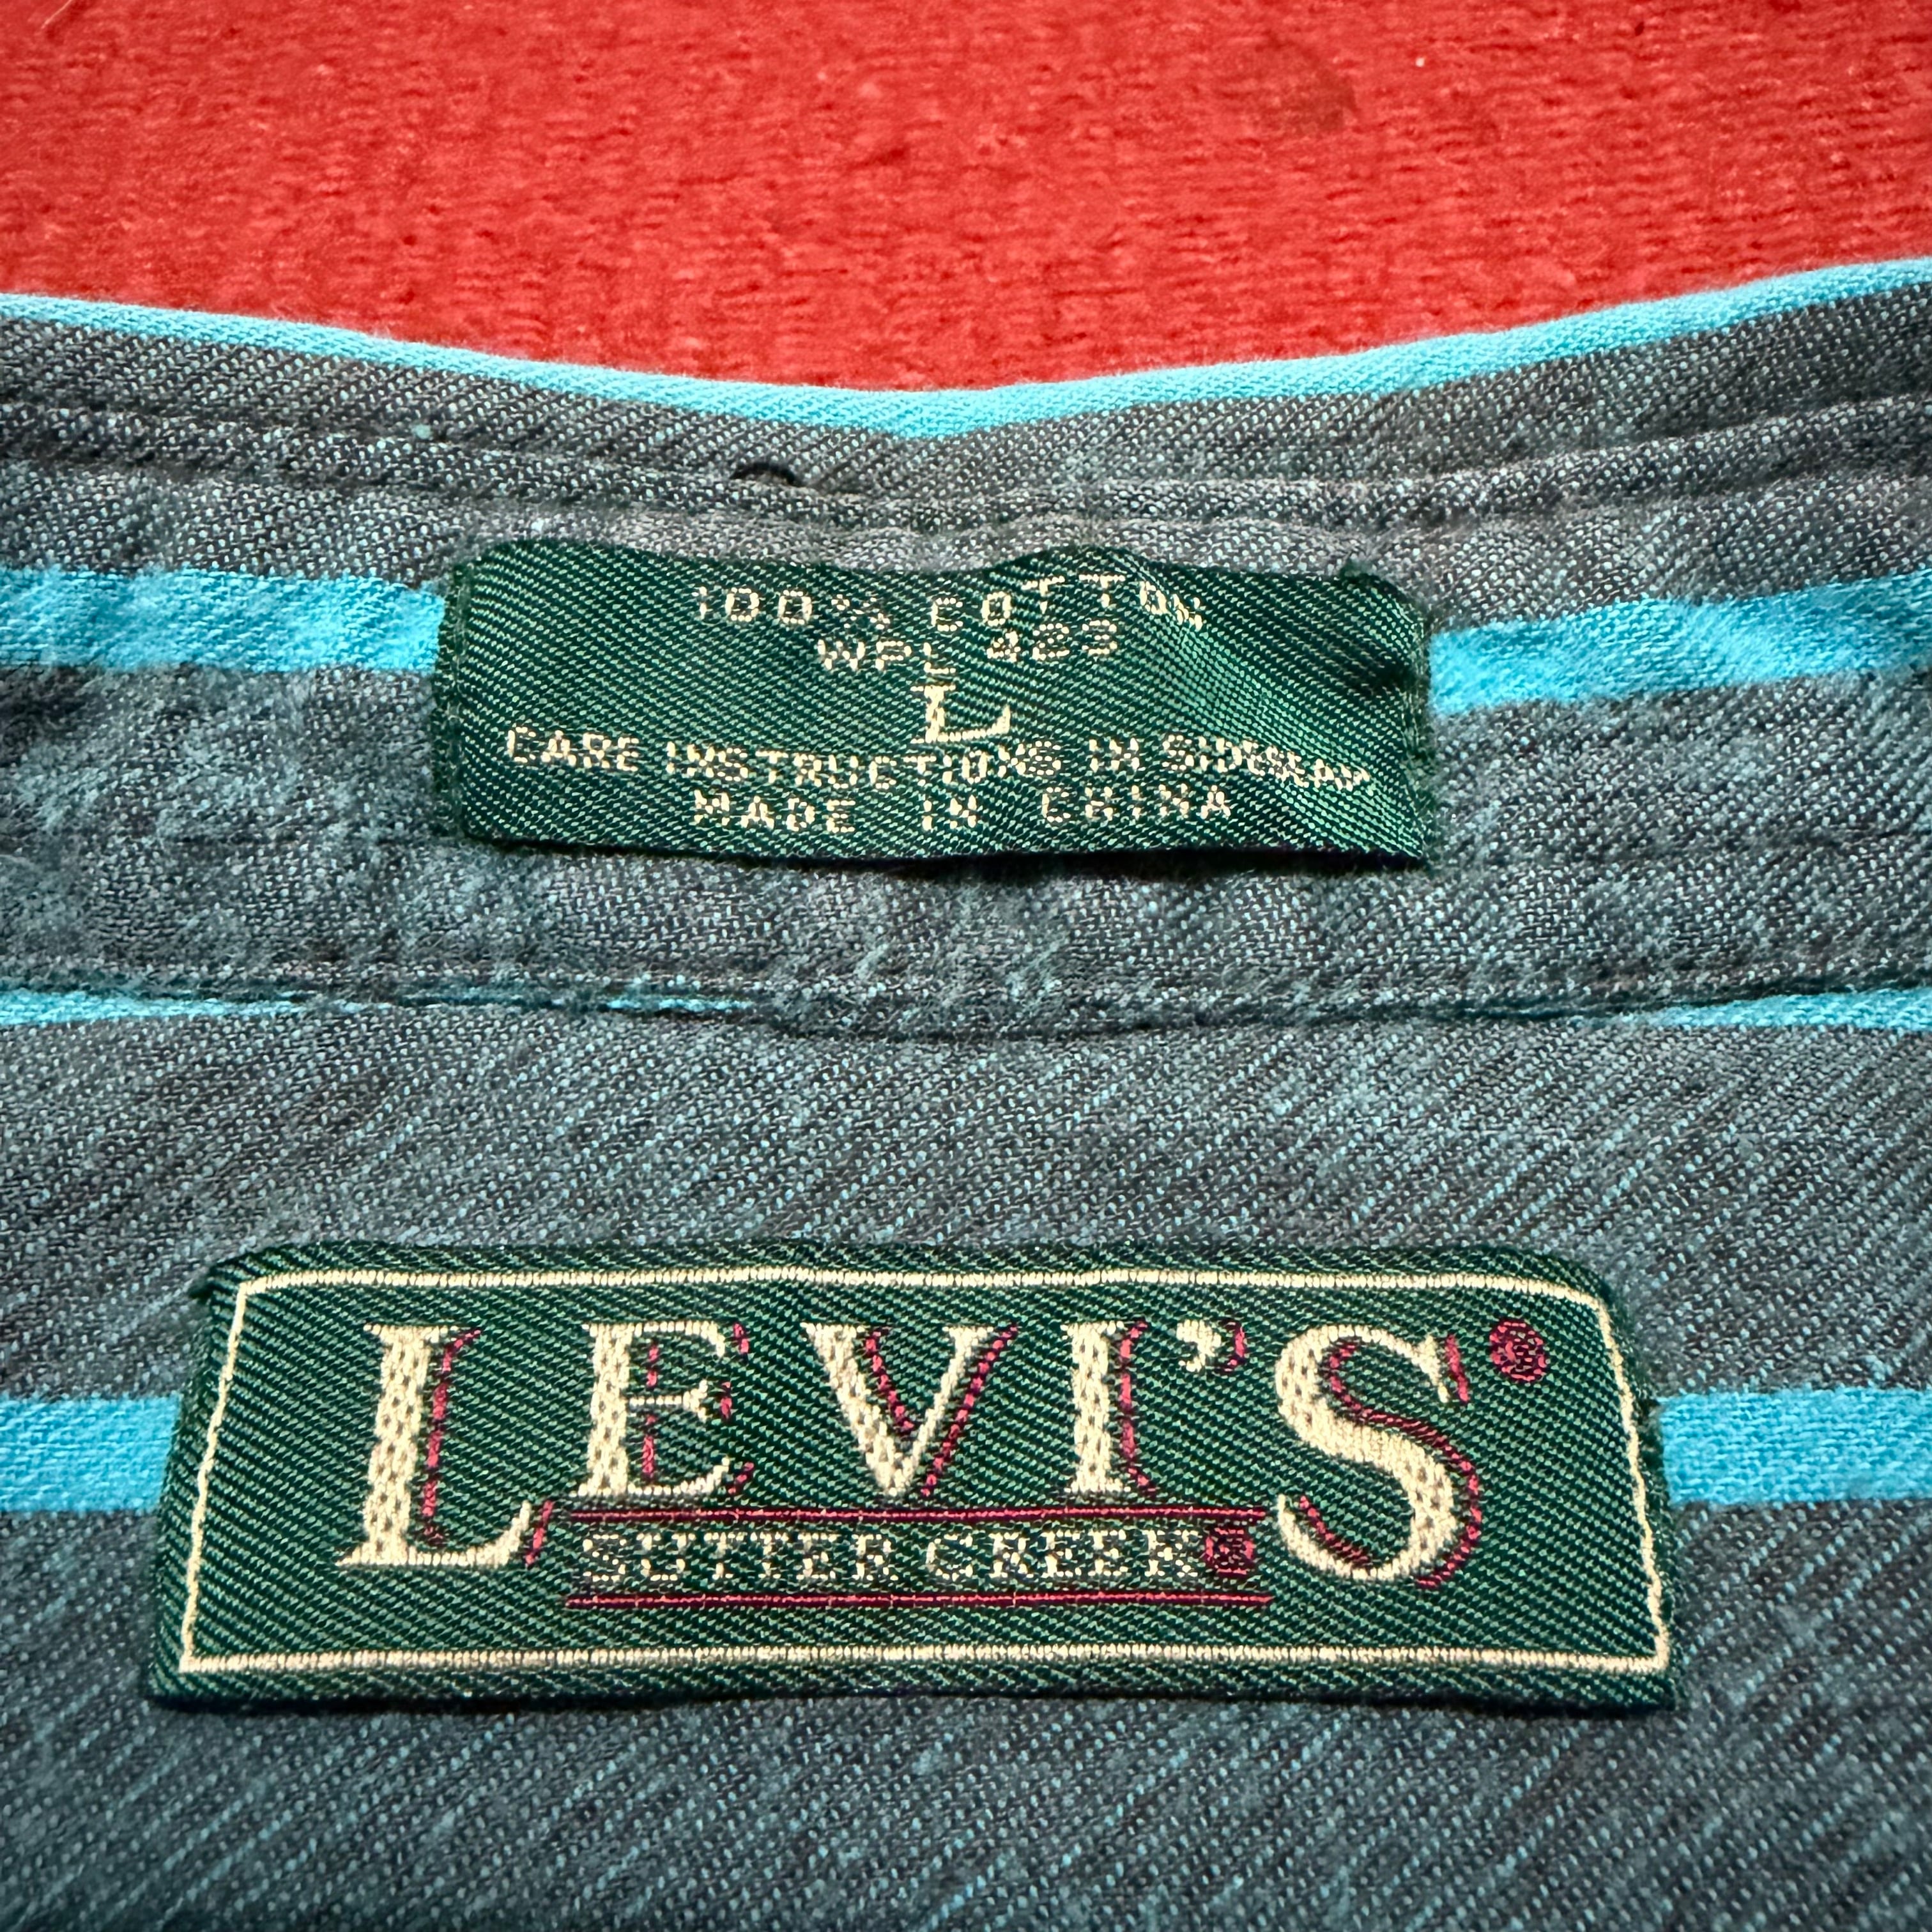 100% COTTON
WPL 423
L
CARE INSTRUCTIONS IN SIDESEAM
MADE IN CHINA
LEVI'S®
SUTTER CREEK®